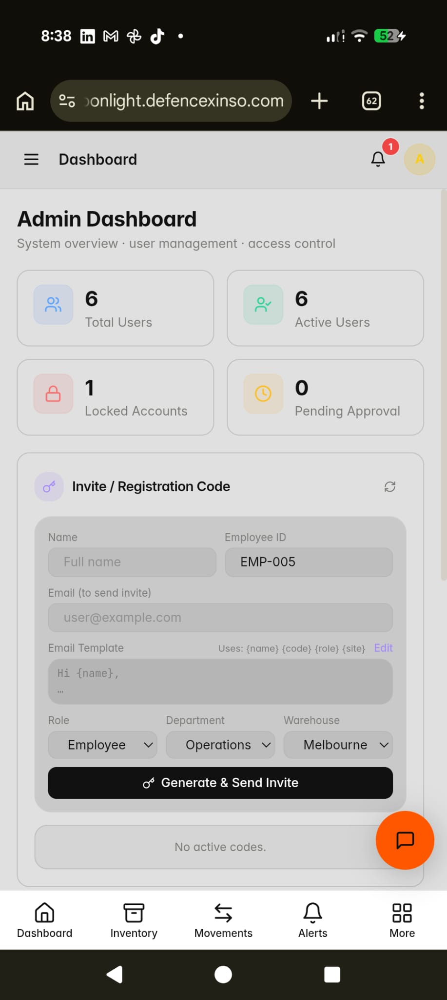 8:38
52
onlight.defencexinso.com
62
Dashboard
1
A
Admin Dashboard
System overview · user management · access control
6
Total Users
6
Active Users
1
Locked Accounts
0
Pending Approval
Invite / Registration Code
Name
Employee ID
Full name
EMP-005
Email (to send invite)
user@example.com
Email Template
Uses: {name} {code} {role} {site}
Edit
Hi {name},
…
Role
Department
Warehouse
Employee
Operations
Melbourne
Generate & Send Invite
No active codes.
Dashboard
Inventory
Movements
Alerts
More